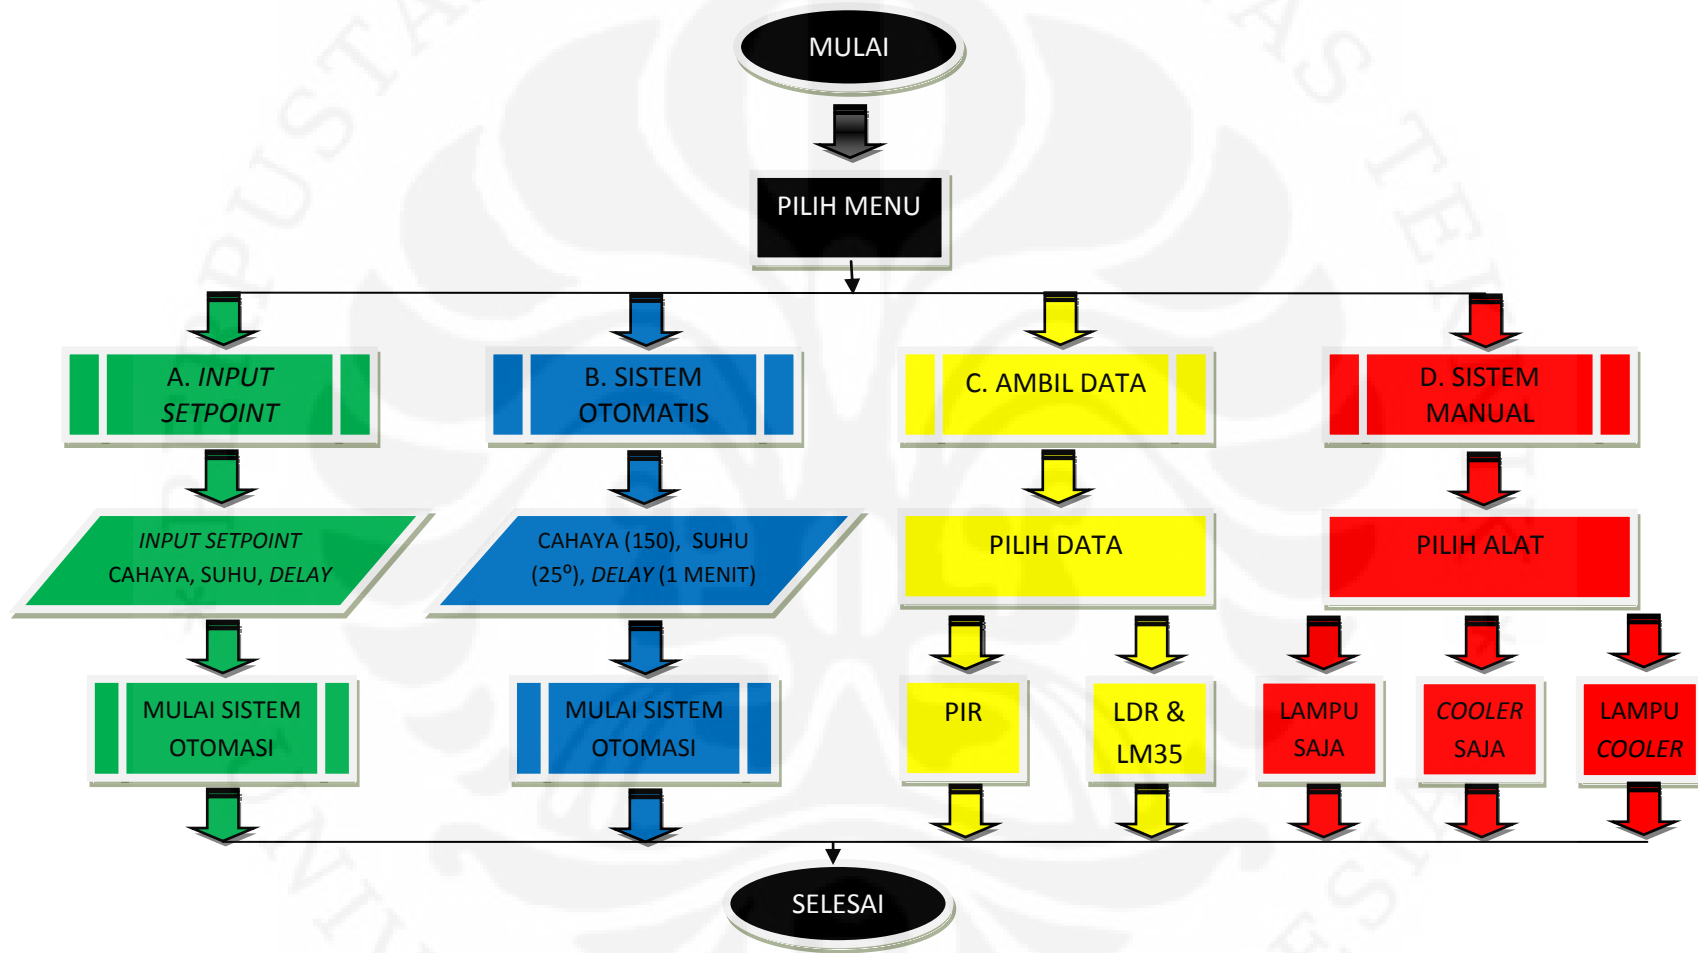 MULAI
PILIH MENU
A. INPUT
SETPOINT
B. SISTEM
OTOMATIS
C. AMBIL DATA
D. SISTEM
MANUAL
INPUT SETPOINT
CAHAYA, SUHU, DELAY
CAHAYA (150), SUHU
(25⁰), DELAY (1 MENIT)
PILIH DATA
PILIH ALAT
MULAI SISTEM
OTOMASI
MULAI SISTEM
OTOMASI
PIR
LDR &
LM35
LAMPU
SAJA
COOLER
SAJA
LAMPU
COOLER
SELESAI